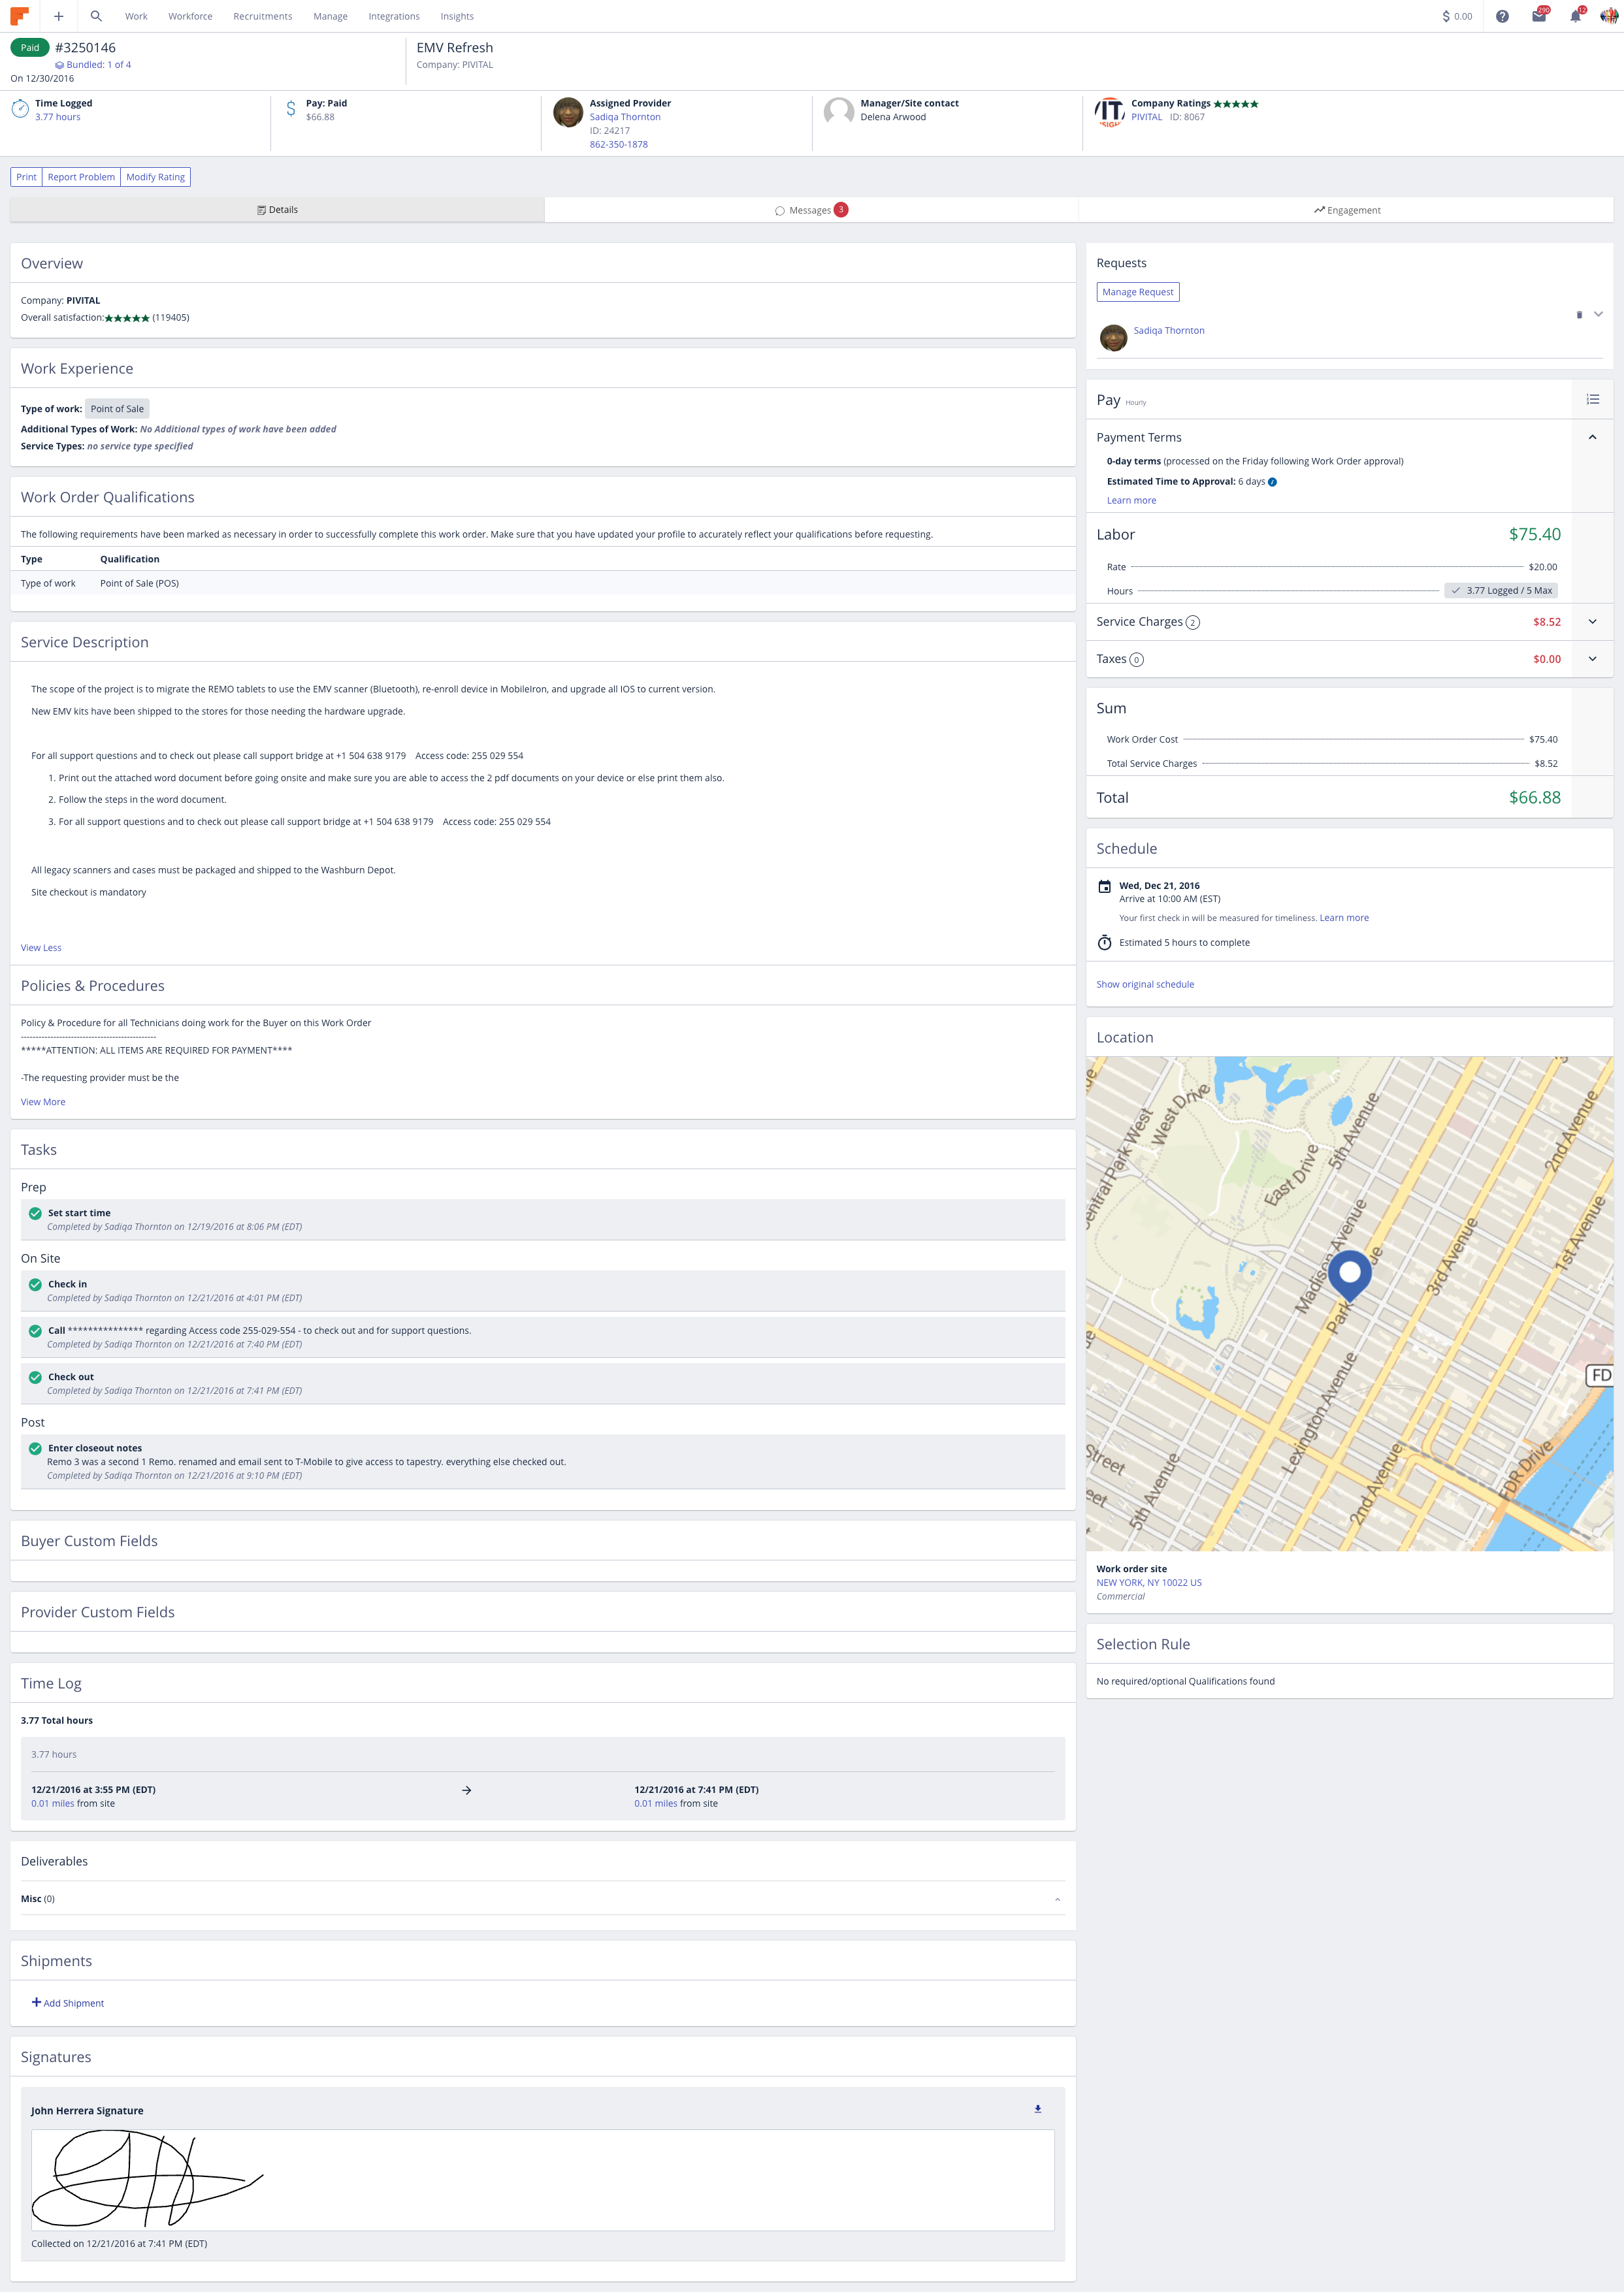 Work Workforce Recruitments Manage Integrations Insights
$ 0.00 290 12
Paid #3250146
Bundled: 1 of 4
On 12/30/2016
EMV Refresh
Company: PIVITAL
Time Logged
3.77 hours
Pay: Paid
$66.88
Assigned Provider
Sadiqa Thornton
ID: 24217
862-350-1878
Manager/Site contact
Delena Arwood
IT
Company Ratings ★★★★★
PIVITAL ID: 8067
Print Report Problem Modify Rating
Details Messages 3 Engagement
Overview
Company: PIVITAL
Overall satisfaction:★★★★★ (119405)
Work Experience
Type of work: Point of Sale
Additional Types of Work: No Additional types of work have been added
Service Types: no service type specified
Work Order Qualifications
The following requirements have been marked as necessary in order to successfully complete this work order. Make sure that you have updated your profile to accurately reflect your qualifications before requesting.
Type Qualification
Type of work Point of Sale (POS)
Service Description
The scope of the project is to migrate the REMO tablets to use the EMV scanner (Bluetooth), re-enroll device in MobileIron, and upgrade all IOS to current version.
New EMV kits have been shipped to the stores for those needing the hardware upgrade.
For all support questions and to check out please call support bridge at +1 504 638 9179 Access code: 255 029 554
1. Print out the attached word document before going onsite and make sure you are able to access the 2 pdf documents on your device or else print them also.
2. Follow the steps in the word document.
3. For all support questions and to check out please call support bridge at +1 504 638 9179 Access code: 255 029 554
All legacy scanners and cases must be packaged and shipped to the Washburn Depot.
Site checkout is mandatory
View Less
Policies & Procedures
Policy & Procedure for all Technicians doing work for the Buyer on this Work Order
----------------------------------------------
*****ATTENTION: ALL ITEMS ARE REQUIRED FOR PAYMENT****
-The requesting provider must be the
View More
Tasks
Prep
Set start time
Completed by Sadiqa Thornton on 12/19/2016 at 8:06 PM (EDT)
On Site
Check in
Completed by Sadiqa Thornton on 12/21/2016 at 4:01 PM (EDT)
Call *************** regarding Access code 255-029-554 - to check out and for support questions.
Completed by Sadiqa Thornton on 12/21/2016 at 7:40 PM (EDT)
Check out
Completed by Sadiqa Thornton on 12/21/2016 at 7:41 PM (EDT)
Post
Enter closeout notes
Remo 3 was a second 1 Remo. renamed and email sent to T-Mobile to give access to tapestry. everything else checked out.
Completed by Sadiqa Thornton on 12/21/2016 at 9:10 PM (EDT)
Buyer Custom Fields
Provider Custom Fields
Time Log
3.77 Total hours
3.77 hours
12/21/2016 at 3:55 PM (EDT) 12/21/2016 at 7:41 PM (EDT)
0.01 miles from site 0.01 miles from site
Deliverables
Misc (0)
Shipments
Add Shipment
Signatures
John Herrera Signature
Collected on 12/21/2016 at 7:41 PM (EDT)
Requests
Manage Request
Sadiqa Thornton
Pay Hourly
Payment Terms
0-day terms (processed on the Friday following Work Order approval)
Estimated Time to Approval: 6 days
Learn more
Labor $75.40
Rate $20.00
Hours 3.77 Logged / 5 Max
Service Charges 2 $8.52
Taxes 0 $0.00
Sum
Work Order Cost $75.40
Total Service Charges $8.52
Total $66.88
Schedule
Wed, Dec 21, 2016
Arrive at 10:00 AM (EST)
Your first check in will be measured for timeliness. Learn more
Estimated 5 hours to complete
Show original schedule
Location
West Drive
5th Avenue
2nd Avenue
East Drive
Madison Avenue
Park
3rd Avenue
1st Avenue
Lexington Avenue
FD
Street
5th Avenue
2nd Avenue
FDR Drive
Work order site
NEW YORK, NY 10022 US
Commercial
Selection Rule
No required/optional Qualifications found